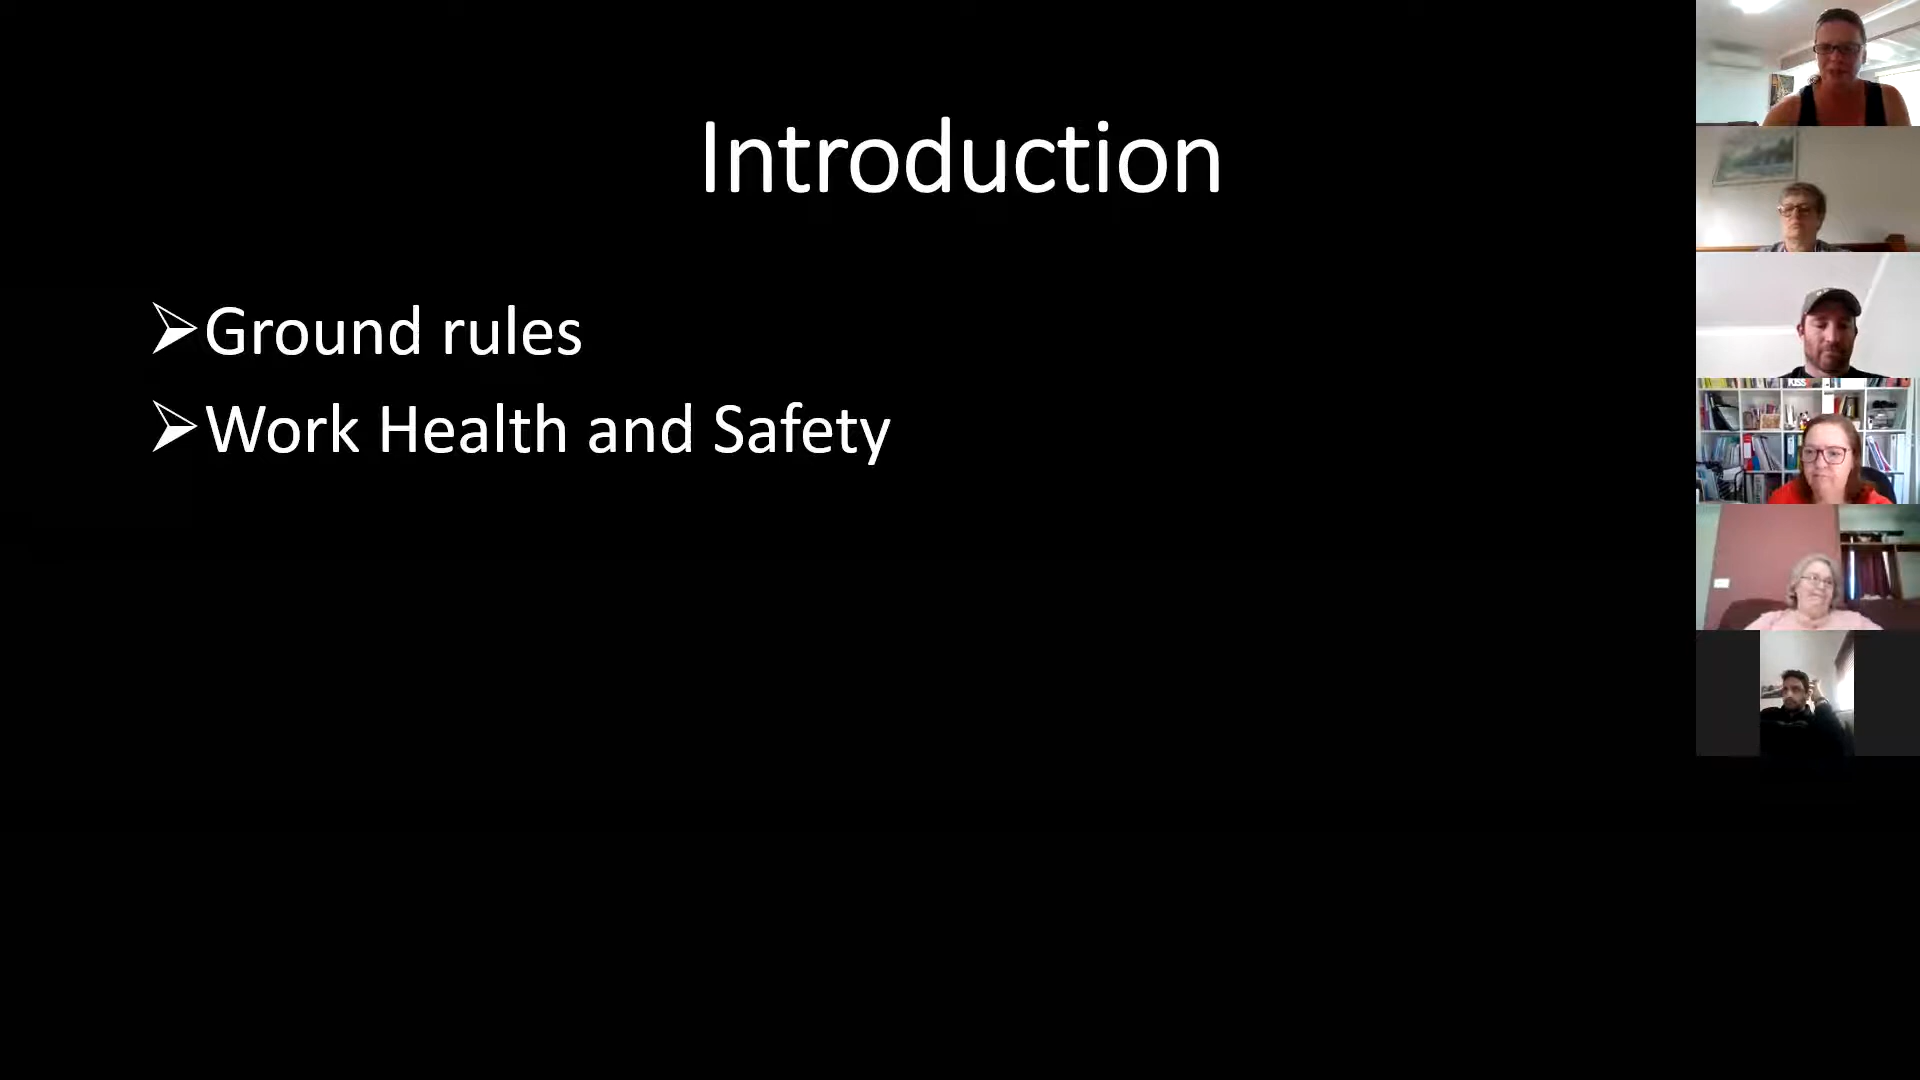 Introduction
➢Ground rules
➢Work Health and Safety